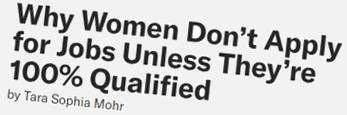 Why Women Don't Apply
for Jobs Unless They're
100% Qualified
by Tara Sophia Mohr